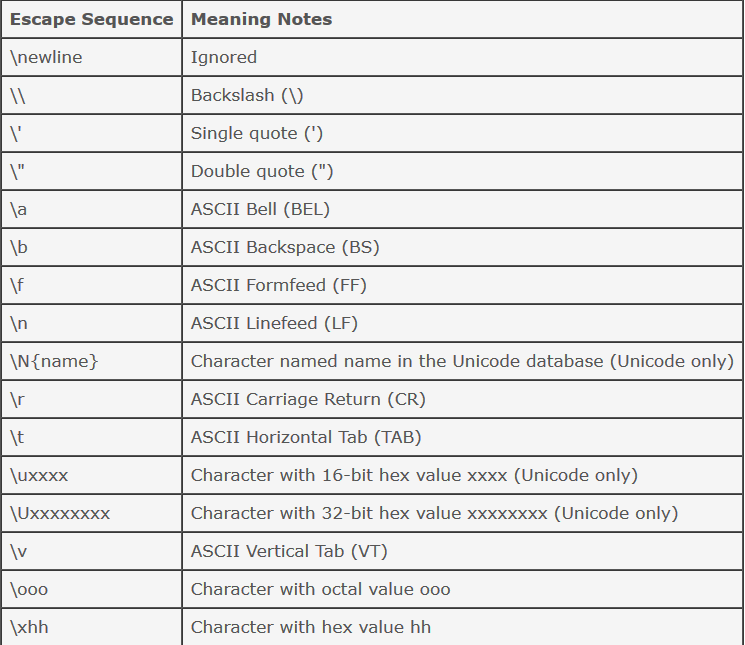 Escape Sequence Meaning Notes
\newline Ignored
\\ Backslash (\)
\' Single quote (')
\" Double quote (")
\a ASCII Bell (BEL)
\b ASCII Backspace (BS)
\f ASCII Formfeed (FF)
\n ASCII Linefeed (LF)
\N{name} Character named name in the Unicode database (Unicode only)
\r ASCII Carriage Return (CR)
\t ASCII Horizontal Tab (TAB)
\uxxxx Character with 16-bit hex value xxxx (Unicode only)
\Uxxxxxxxx Character with 32-bit hex value xxxxxxxx (Unicode only)
\v ASCII Vertical Tab (VT)
\ooo Character with octal value ooo
\xhh Character with hex value hh